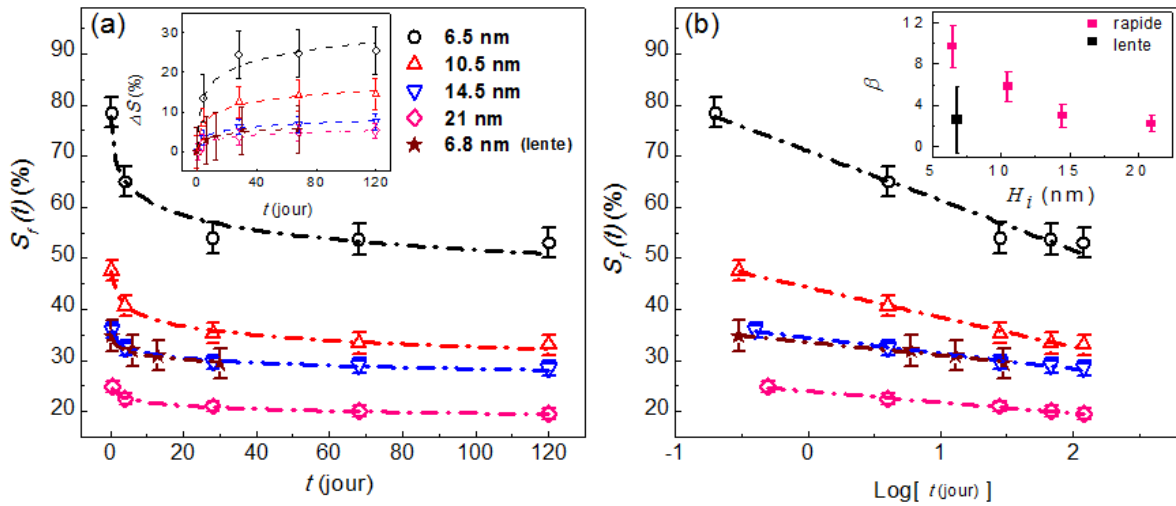 (a)
S_f (t) (%)
90
80
70
60
50
40
30
20
0 20 40 60 80 100 120
t (jour)
ΔS (%)
30
20
10
0
0 40 80 120
t (jour)
6.5 nm
10.5 nm
14.5 nm
21 nm
6.8 nm (lente)
(b)
S_f (t) (%)
90
80
70
60
50
40
30
20
-1 0 1 2
Log[ t (jour) ]
β
12
8
4
0
5 10 15 20
H_i (nm)
rapide
lente